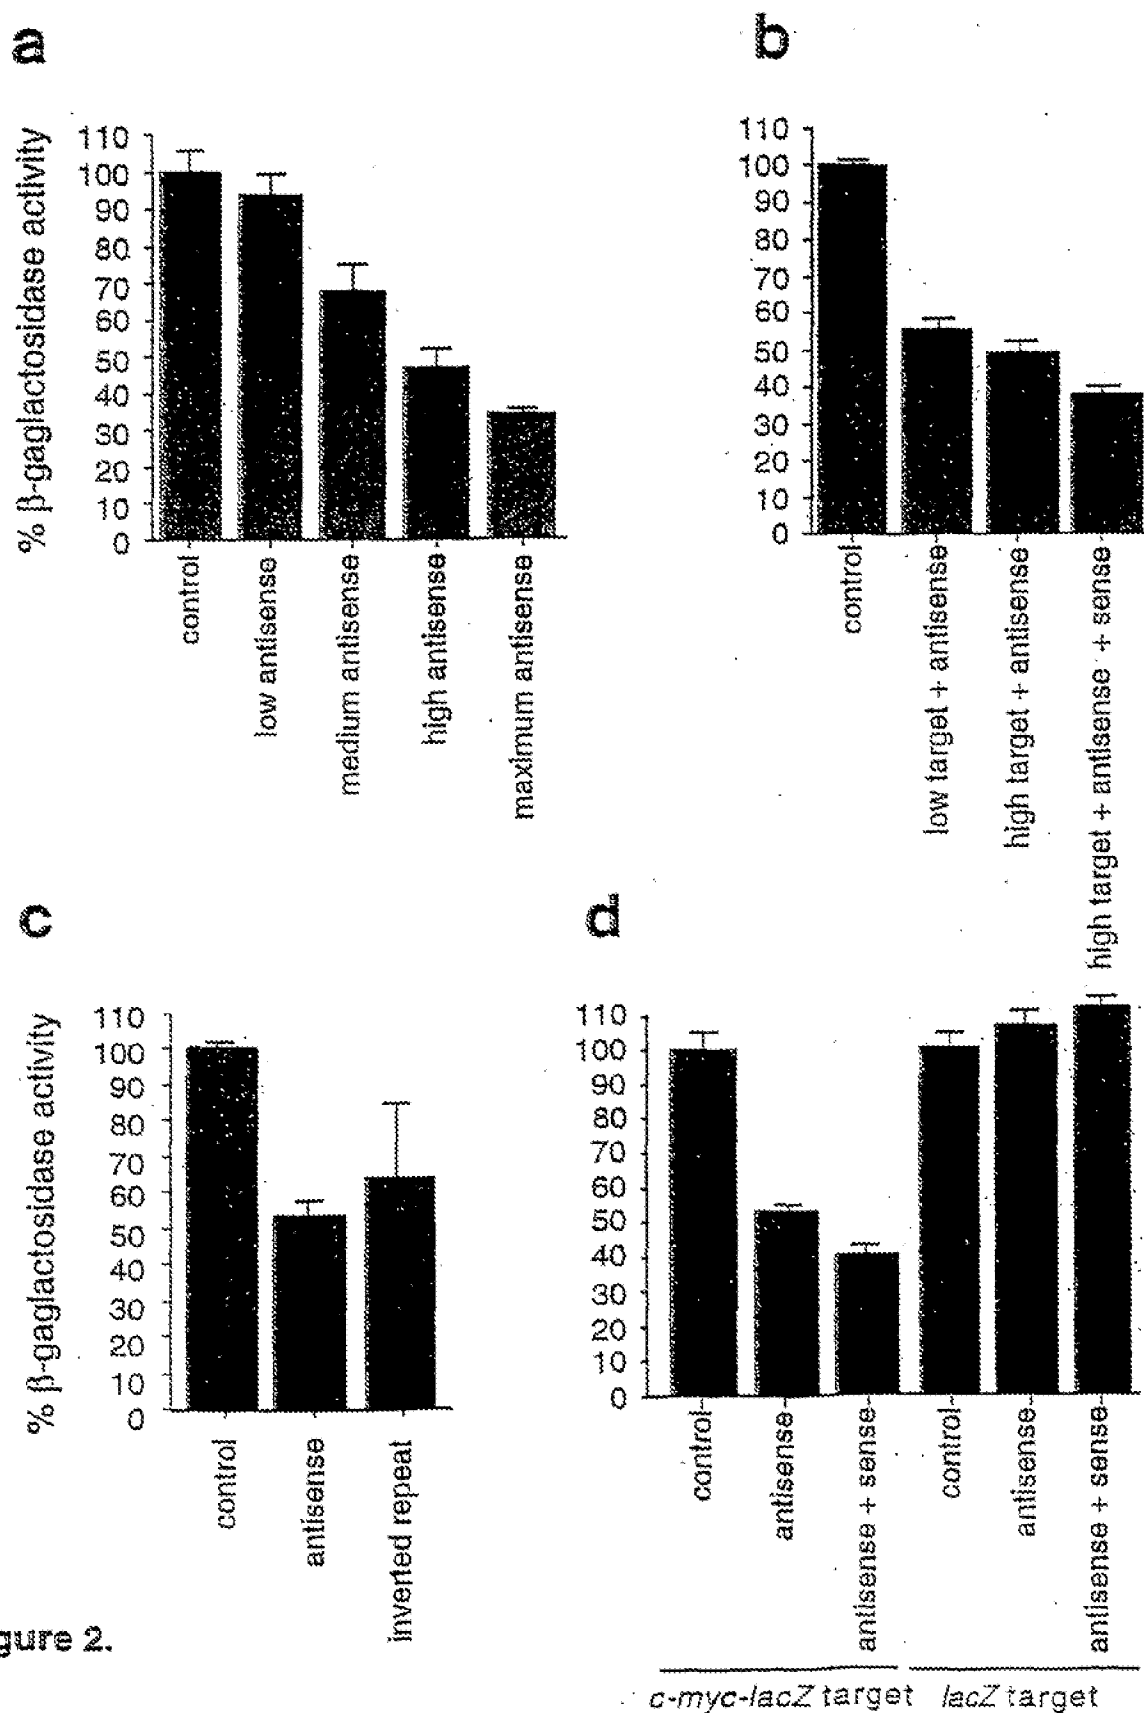 a
% β-gaglactosidase activity
110
100
90
80
70
60
50
40
30
20
10
0
control
low antisense
medium antisense
high antisense
maximum antisense
b
110
100
90
80
70
60
50
40
30
20
10
0
control
low target + antisense
high target + antisense
high target + antisense + sense
c
% β-gaglactosidase activity
110
100
90
80
70
60
50
40
30
20
10
0
control
antisense
inverted repeat
d
110
100
90
80
70
60
50
40
30
20
10
0
control
antisense
antisense + sense
control
antisense
antisense + sense
c-myc-lacZ target
lacZ target
gure 2.